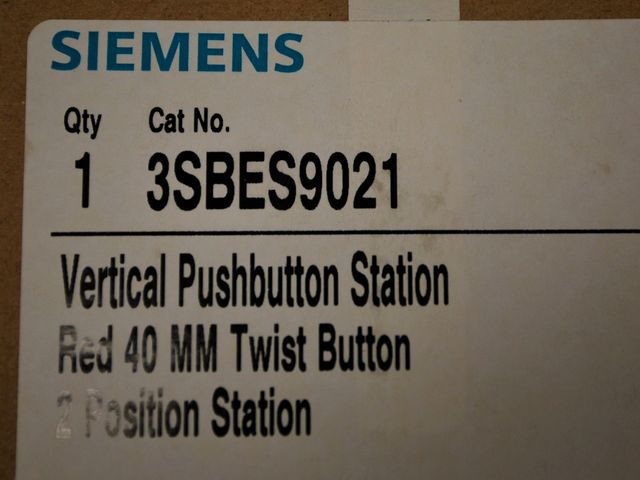 SIEMENS
Qty Cat No.
1 3SBES9021
Vertical Pushbutton Station
Red 40 MM Twist Button
2 Position Station